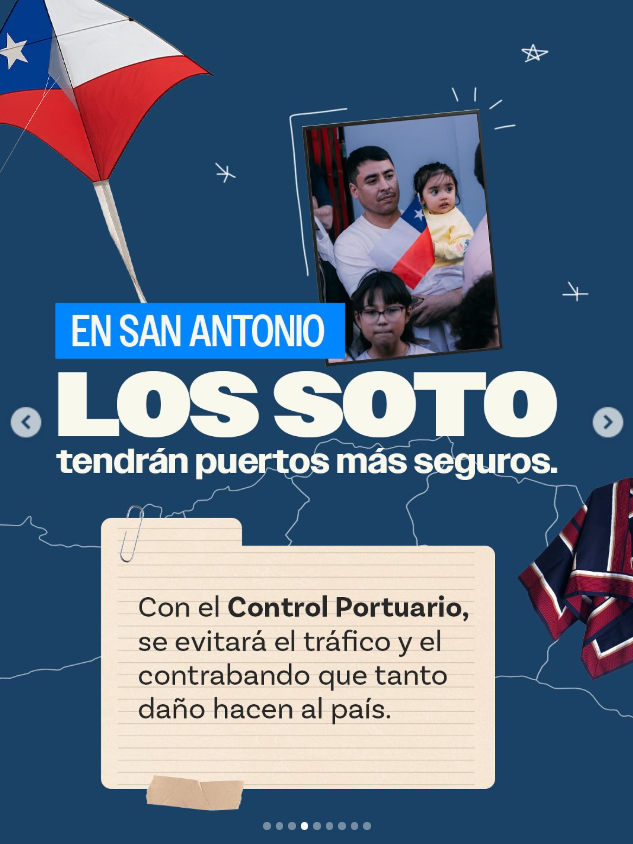 EN SAN ANTONIO
LOS SOTO
tendrán puertos más seguros.
Con el Control Portuario,
se evitará el tráfico y el
contrabando que tanto
daño hacen al país.